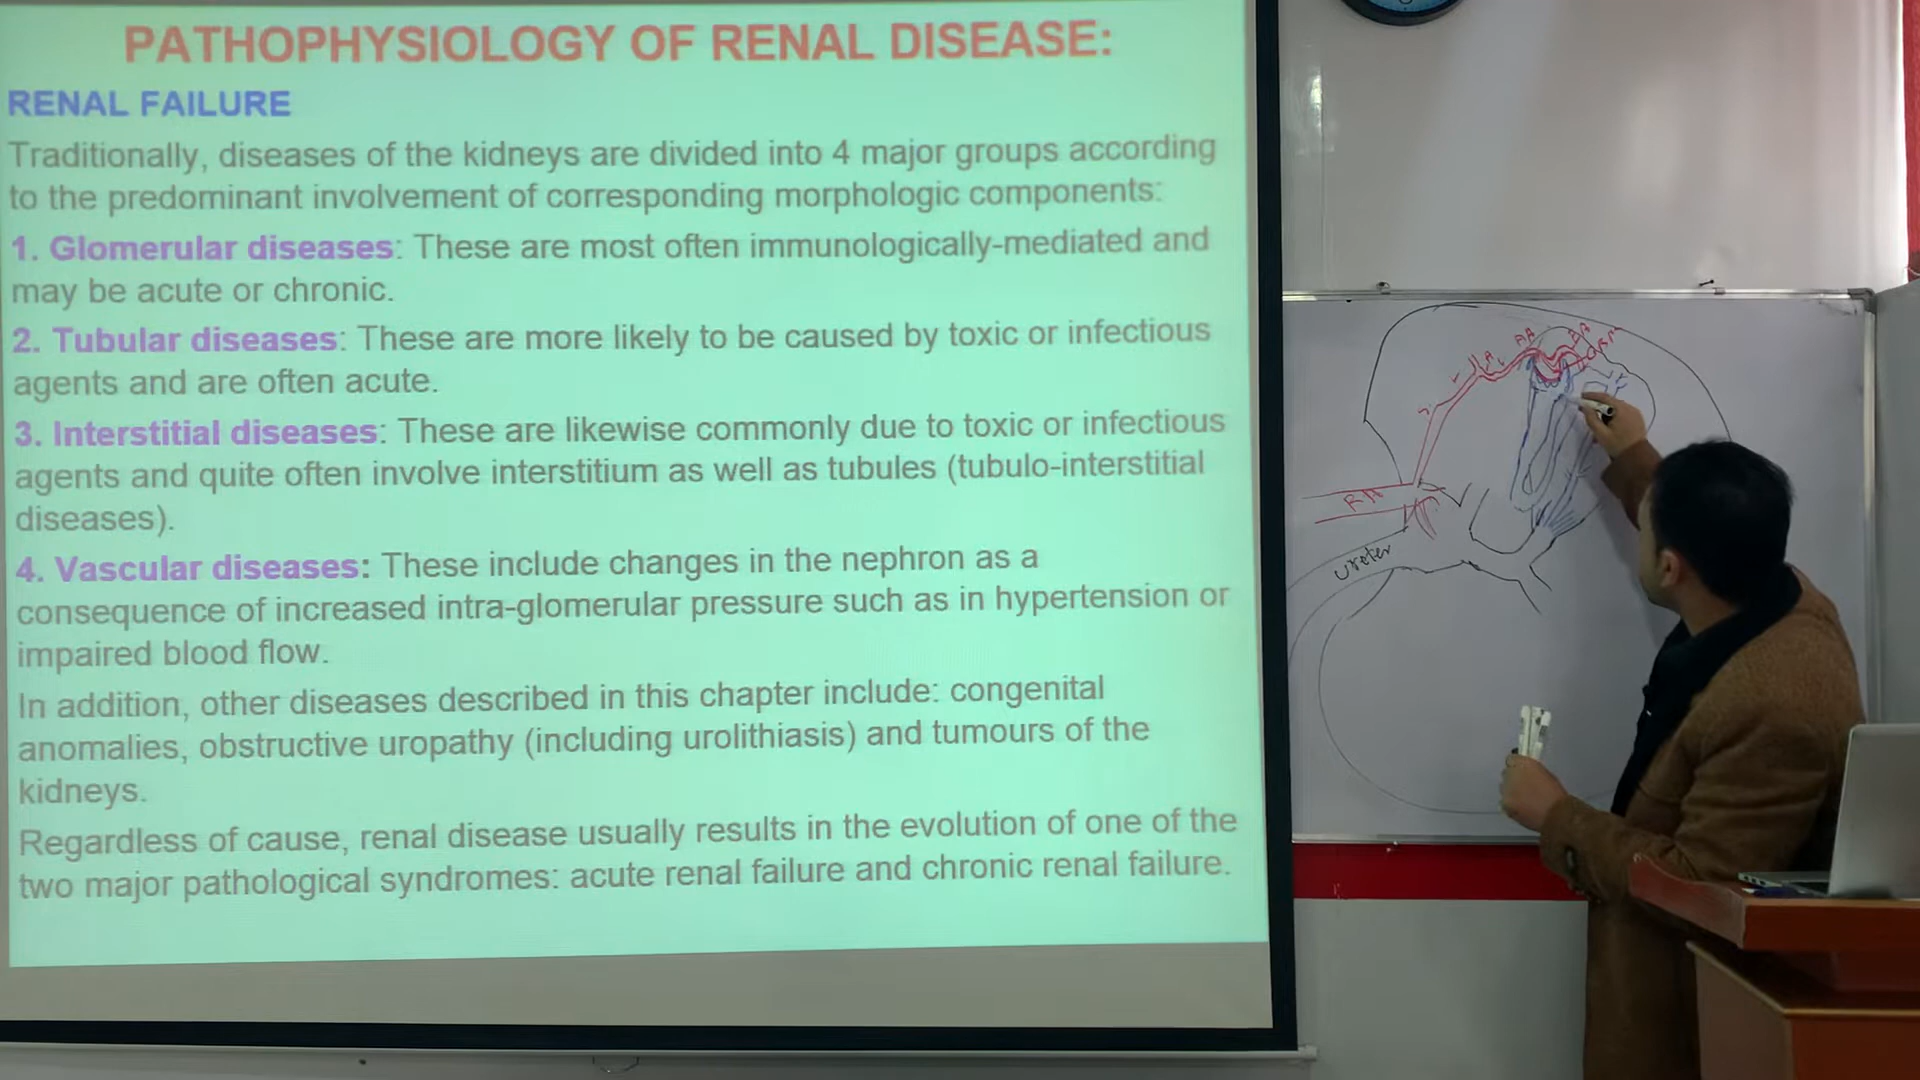 PATHOPHYSIOLOGY OF RENAL DISEASE:
RENAL FAILURE
Traditionally, diseases of the kidneys are divided into 4 major groups according
to the predominant involvement of corresponding morphologic components:
1. Glomerular diseases: These are most often immunologically-mediated and
may be acute or chronic.
2. Tubular diseases: These are more likely to be caused by toxic or infectious
agents and are often acute.
3. Interstitial diseases: These are likewise commonly due to toxic or infectious
agents and quite often involve interstitium as well as tubules (tubulo-interstitial
diseases).
4. Vascular diseases: These include changes in the nephron as a
consequence of increased intra-glomerular pressure such as in hypertension or
impaired blood flow.
In addition, other diseases described in this chapter include: congenital
anomalies, obstructive uropathy (including urolithiasis) and tumours of the
kidneys.
Regardless of cause, renal disease usually results in the evolution of one of the
two major pathological syndromes: acute renal failure and chronic renal failure.
AA
RA
ureter